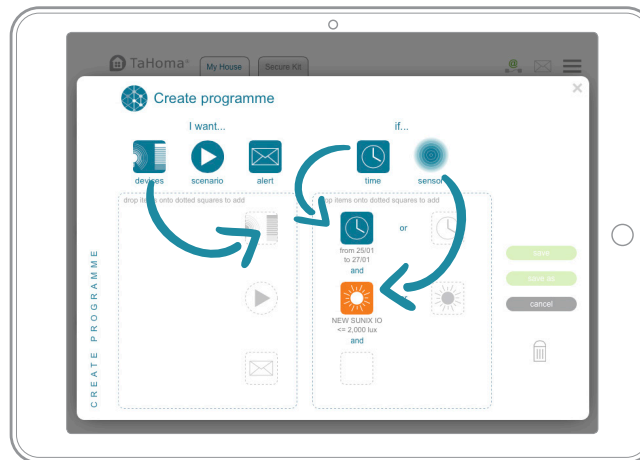 TaHoma®
My House
Secure Kit
@
Create programme
I want...
if...
devices
scenario
alert
time
sensor
drop items onto dotted squares to add
drop items onto dotted squares to add
or
from 25/01
to 27/01
and
NEW SUNIX IO
<= 2,000 lux
and
save
save as
cancel
CREATE PROGRAMME